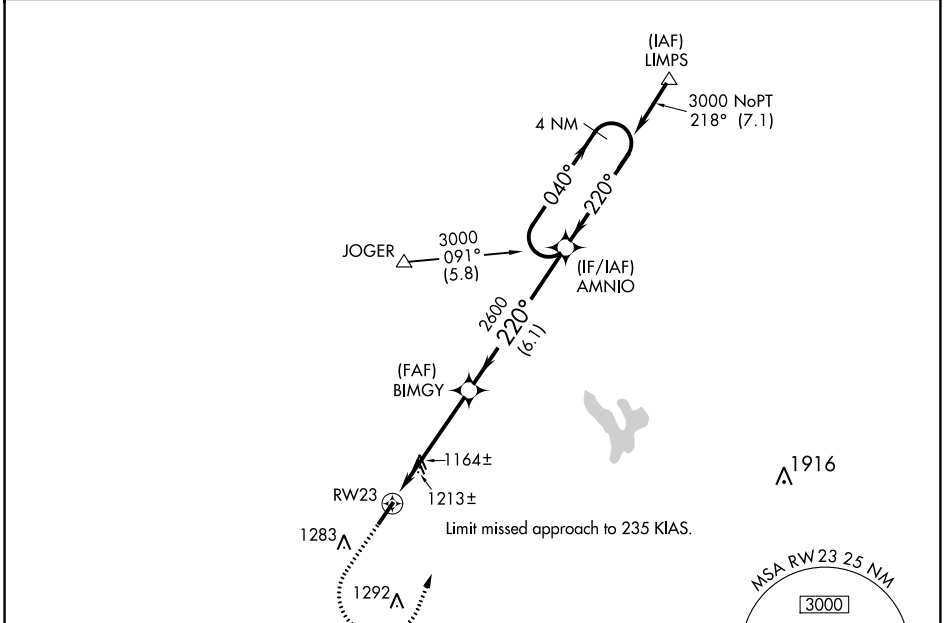 (IAF)
LIMPS
3000 NoPT
218° (7.1)
4 NM
040°
220°
JOGER
3000
091°
(5.8)
(IF/IAF)
AMNIO
2600
220°
(6.1)
(FAF)
BIMGY
1164±
1916
RW23
1213±
Limit missed approach to 235 KIAS.
1283
MSA RW23 25 NM
1292
3000